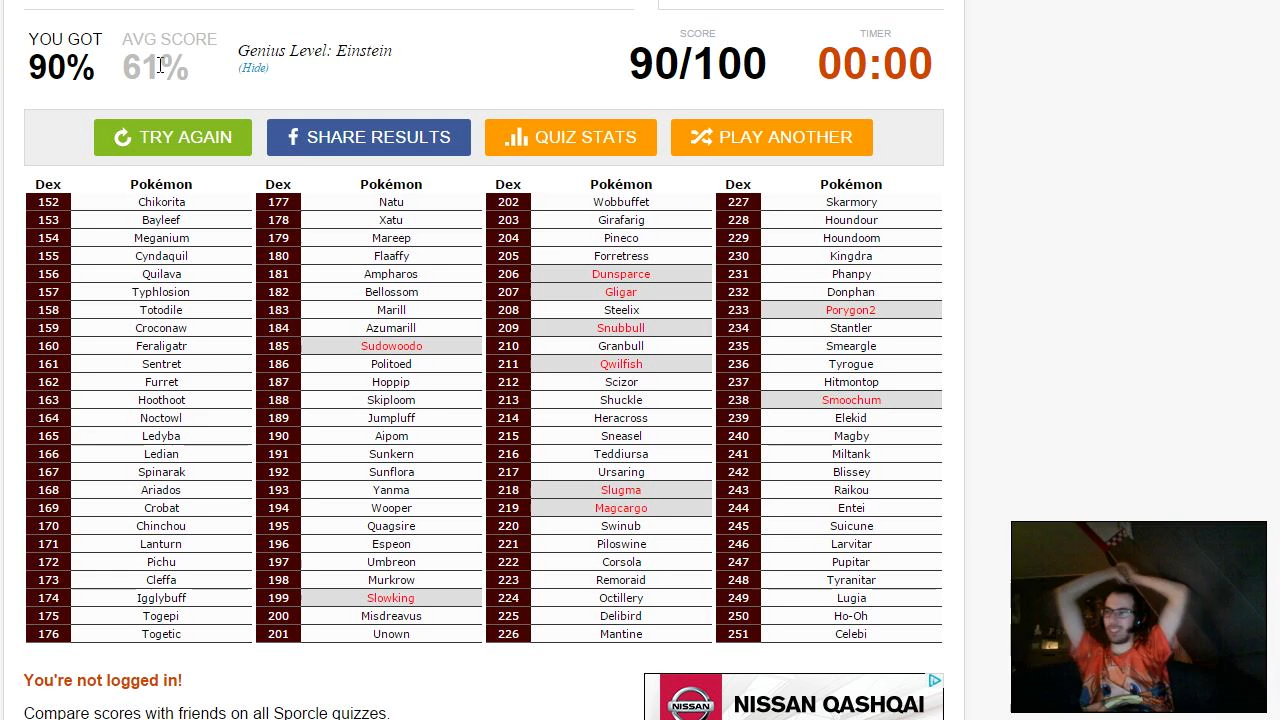 YOU GOT AVG SCORE SCORE TIMER
90% 61% Genius Level: Einstein 90/100 00:00
(Hide)
TRY AGAIN SHARE RESULTS QUIZ STATS PLAY ANOTHER
Dex Pokémon Dex Pokémon Dex Pokémon Dex Pokémon
152 Chikorita 177 Natu 202 Wobbuffet 227 Skarmory
153 Bayleef 178 Xatu 203 Girafarig 228 Houndour
154 Meganium 179 Mareep 204 Pineco 229 Houndoom
155 Cyndaquil 180 Flaaffy 205 Forretress 230 Kingdra
156 Quilava 181 Ampharos 206 Dunsparce 231 Phanpy
157 Typhlosion 182 Bellossom 207 Gligar 232 Donphan
158 Totodile 183 Marill 208 Steelix 233 Porygon2
159 Croconaw 184 Azumarill 209 Snubbull 234 Stantler
160 Feraligatr 185 Sudowoodo 210 Granbull 235 Smeargle
161 Sentret 186 Politoed 211 Qwilfish 236 Tyrogue
162 Furret 187 Hoppip 212 Scizor 237 Hitmontop
163 Hoothoot 188 Skiploom 213 Shuckle 238 Smoochum
164 Noctowl 189 Jumpluff 214 Heracross 239 Elekid
165 Ledyba 190 Aipom 215 Sneasel 240 Magby
166 Ledian 191 Sunkern 216 Teddiursa 241 Miltank
167 Spinarak 192 Sunflora 217 Ursaring 242 Blissey
168 Ariados 193 Yanma 218 Slugma 243 Raikou
169 Crobat 194 Wooper 219 Magcargo 244 Entei
170 Chinchou 195 Quagsire 220 Swinub 245 Suicune
171 Lanturn 196 Espeon 221 Piloswine 246 Larvitar
172 Pichu 197 Umbreon 222 Corsola 247 Pupitar
173 Cleffa 198 Murkrow 223 Remoraid 248 Tyranitar
174 Igglybuff 199 Slowking 224 Octillery 249 Lugia
175 Togepi 200 Misdreavus 225 Delibird 250 Ho-Oh
176 Togetic 201 Unown 226 Mantine 251 Celebi
You're not logged in!
Compare scores with friends on all Sporcle quizzes.
NISSAN NISSAN QASHQAI